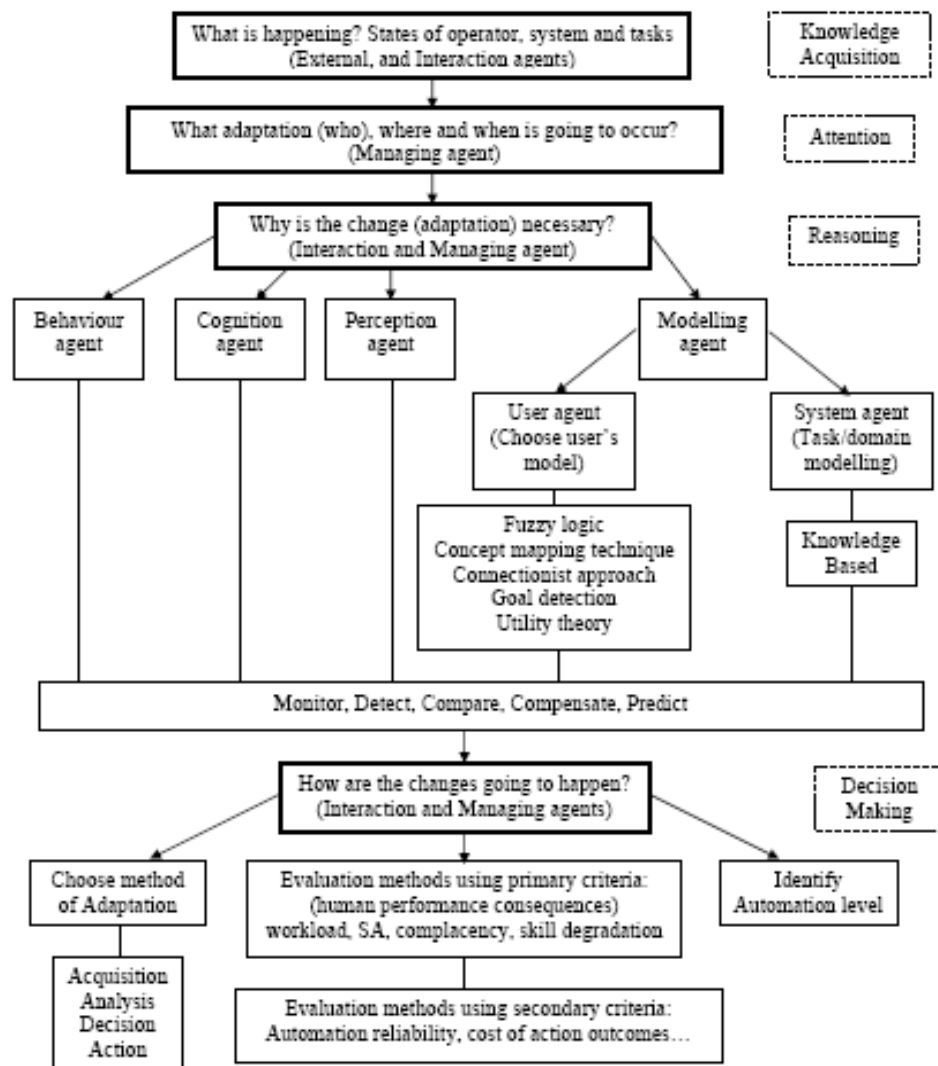 What is happening? States of operator, system and tasks
(External, and Interaction agents)
Knowledge
Acquisition
What adaptation (who), where and when is going to occur?
(Managing agent)
Attention
Why is the change (adaptation) necessary?
(Interaction and Managing agent)
Reasoning
Behaviour
agent
Cognition
agent
Perception
agent
Modelling
agent
User agent
(Choose user's
model)
System agent
(Task/domain
modelling)
Fuzzy logic
Concept mapping technique
Connectionist approach
Goal detection
Utility theory
Knowledge
Based
Monitor, Detect, Compare, Compensate, Predict
How are the changes going to happen?
(Interaction and Managing agents)
Decision
Making
Choose method
of Adaptation
Evaluation methods using primary criteria:
(human performance consequences)
workload, SA, complacency, skill degradation
Identify
Automation level
Acquisition
Analysis
Decision
Action
Evaluation methods using secondary criteria:
Automation reliability, cost of action outcomes…